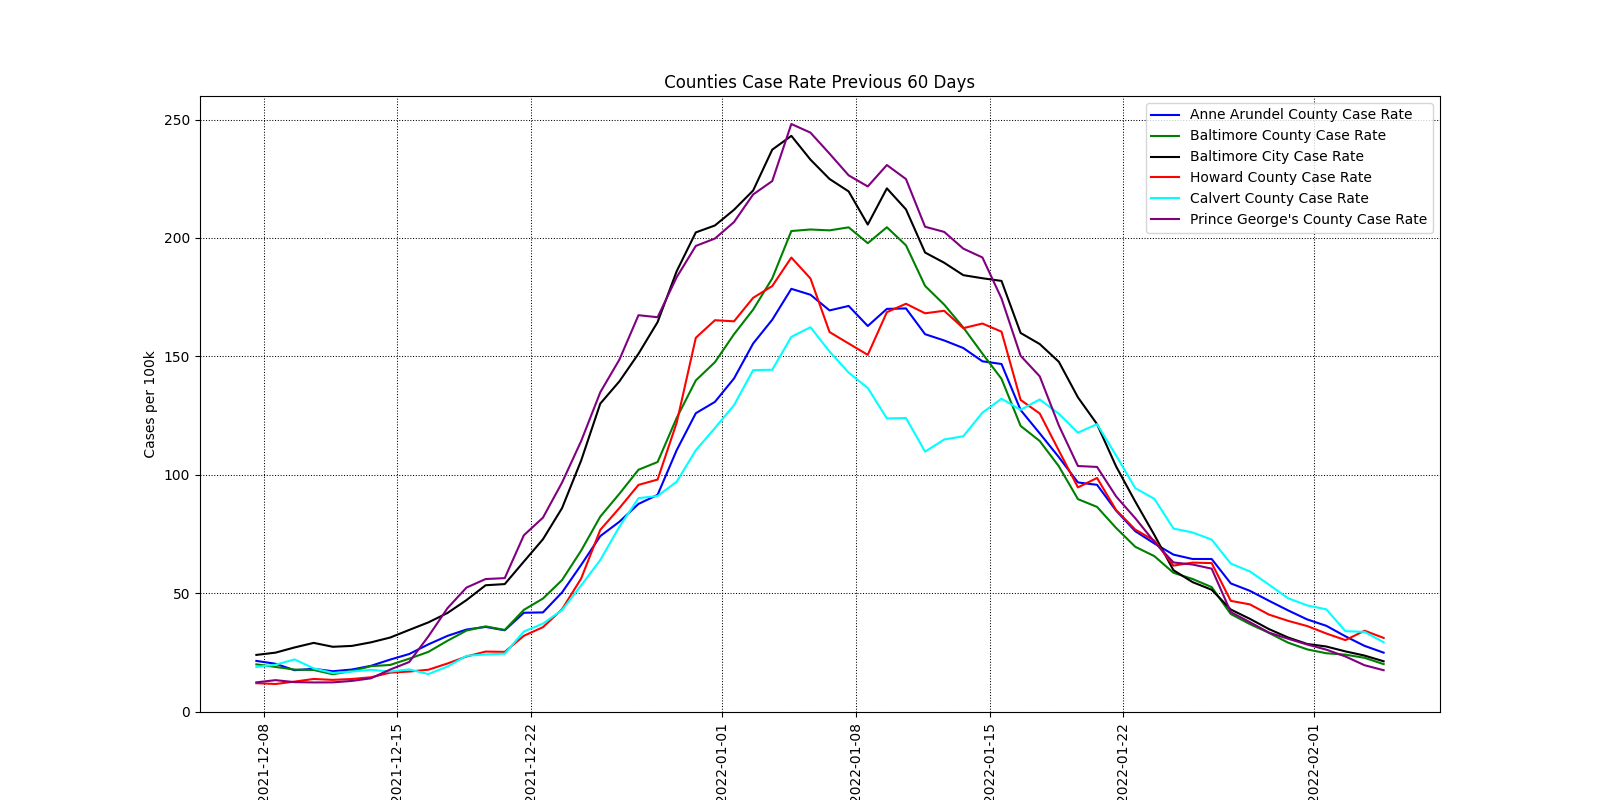 Counties Case Rate Previous 60 Days
Anne Arundel County Case Rate
Baltimore County Case Rate
Baltimore City Case Rate
Howard County Case Rate
Calvert County Case Rate
Prince George's County Case Rate
Cases per 100k
250
200
150
100
50
0
2021-12-08
2021-12-15
2021-12-22
2022-01-01
2022-01-08
2022-01-15
2022-01-22
2022-02-01